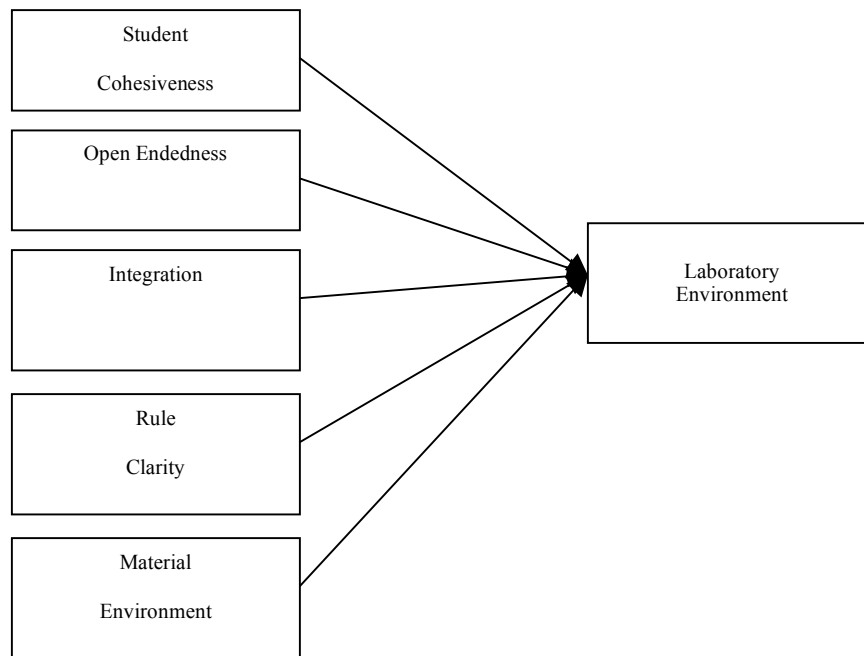 Student
Cohesiveness
Open Endedness
Integration
Rule
Clarity
Material
Environment
Laboratory
Environment